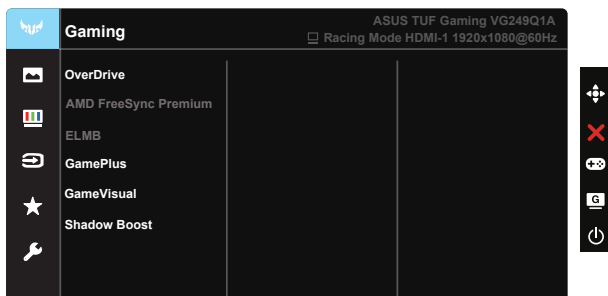 Gaming
ASUS TUF Gaming VG249Q1A
Racing Mode HDMI-1 1920x1080@60Hz
OverDrive
AMD FreeSync Premium
ELMB
GamePlus
GameVisual
Shadow Boost
G